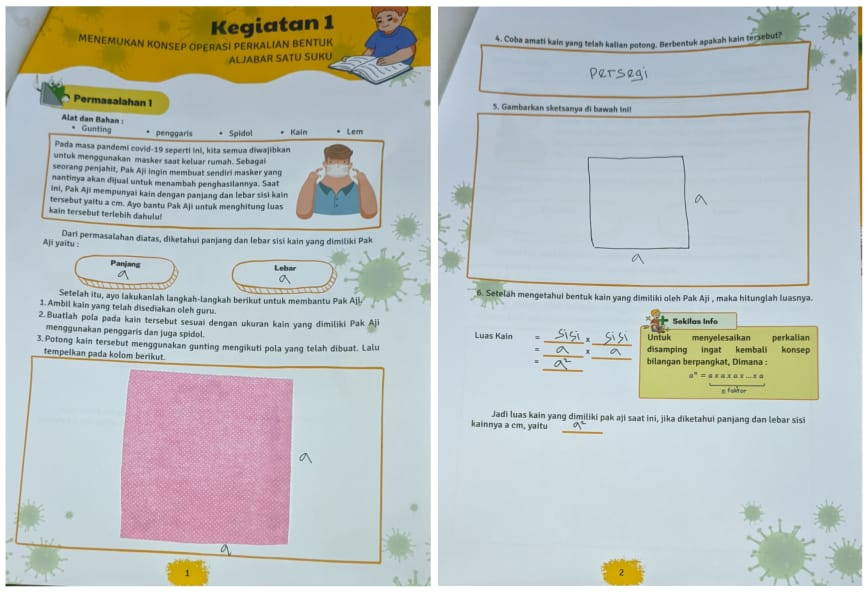 Kegiatan 1
MENEMUKAN KONSEP OPERASI PERKALIAN BENTUK
ALJABAR SATU SUKU
Permasalahan 1
Alat dan Bahan :
• Gunting • penggaris • Spidol • Kain • Lem
Pada masa pandemi covid-19 seperti ini, kita semua diwajibkan
untuk menggunakan masker saat keluar rumah. Sebagai
seorang penjahit, Pak Aji ingin membuat sendiri masker yang
nantinya akan dijual untuk menambah penghasilannya. Saat
ini, Pak Aji mempunyai kain dengan panjang dan lebar sisi kain
tersebut yaitu a cm. Ayo bantu Pak Aji untuk menghitung luas
kain tersebut terlebih dahulu!
Dari permasalahan diatas, diketahui panjang dan lebar sisi kain yang dimiliki Pak
Aji yaitu :
Panjang
a
Lebar
a
Setelah itu, ayo lakukanlah langkah-langkah berikut untuk membantu Pak Aji.
1. Ambil kain yang telah disediakan oleh guru.
2. Buatlah pola pada kain tersebut sesuai dengan ukuran kain yang dimiliki Pak Aji
menggunakan penggaris dan juga spidol.
3. Potong kain tersebut menggunakan gunting mengikuti pola yang telah dibuat. Lalu
tempelkan pada kolom berikut.
a
a
1
4. Coba amati kain yang telah kalian potong. Berbentuk apakah kain tersebut?
Persegi
5. Gambarkan sketsanya di bawah ini!
a
a
6. Setelah mengetahui bentuk kain yang dimiliki oleh Pak Aji , maka hitunglah luasnya.
Luas Kain = sisi x sisi
= a x a
= a²
Sekilas Info
Untuk menyelesaikan perkalian
disamping ingat kembali konsep
bilangan berpangkat, Dimana :
aⁿ = a x a x a x ... x a
n faktor
Jadi luas kain yang dimiliki pak aji saat ini, jika diketahui panjang dan lebar sisi
kainnya a cm, yaitu a²
2